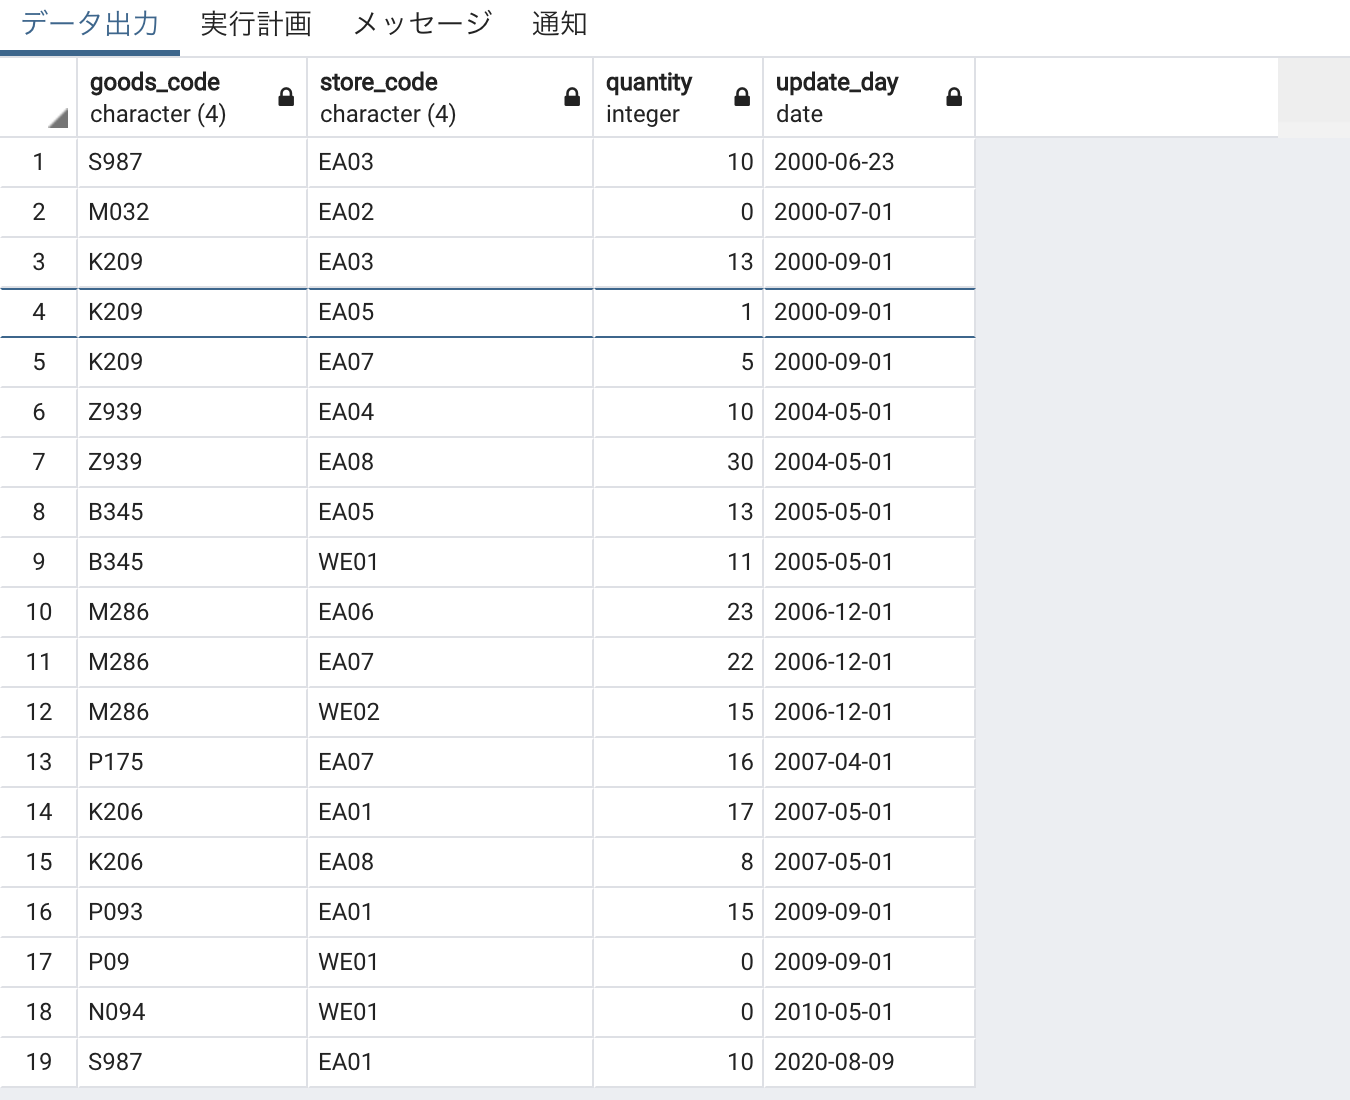 データ出力 実行計画 メッセージ 通知
goods_code store_code quantity update_day
character (4) character (4) integer date
1 S987 EA03 10 2000-06-23
2 M032 EA02 0 2000-07-01
3 K209 EA03 13 2000-09-01
4 K209 EA05 1 2000-09-01
5 K209 EA07 5 2000-09-01
6 Z939 EA04 10 2004-05-01
7 Z939 EA08 30 2004-05-01
8 B345 EA05 13 2005-05-01
9 B345 WE01 11 2005-05-01
10 M286 EA06 23 2006-12-01
11 M286 EA07 22 2006-12-01
12 M286 WE02 15 2006-12-01
13 P175 EA07 16 2007-04-01
14 K206 EA01 17 2007-05-01
15 K206 EA08 8 2007-05-01
16 P093 EA01 15 2009-09-01
17 P09 WE01 0 2009-09-01
18 N094 WE01 0 2010-05-01
19 S987 EA01 10 2020-08-09